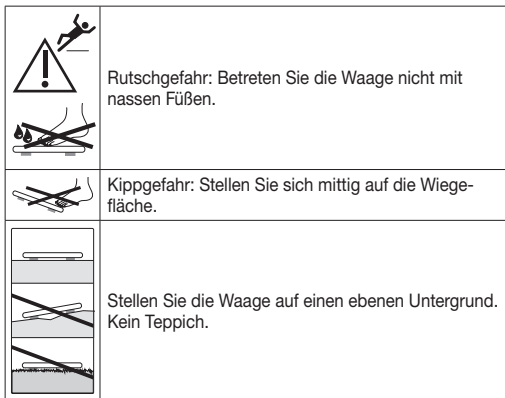 Rutschgefahr: Betreten Sie die Waage nicht mit
nassen Füßen.
Kippgefahr: Stellen Sie sich mittig auf die Wiege-
fläche.
Stellen Sie die Waage auf einen ebenen Untergrund.
Kein Teppich.